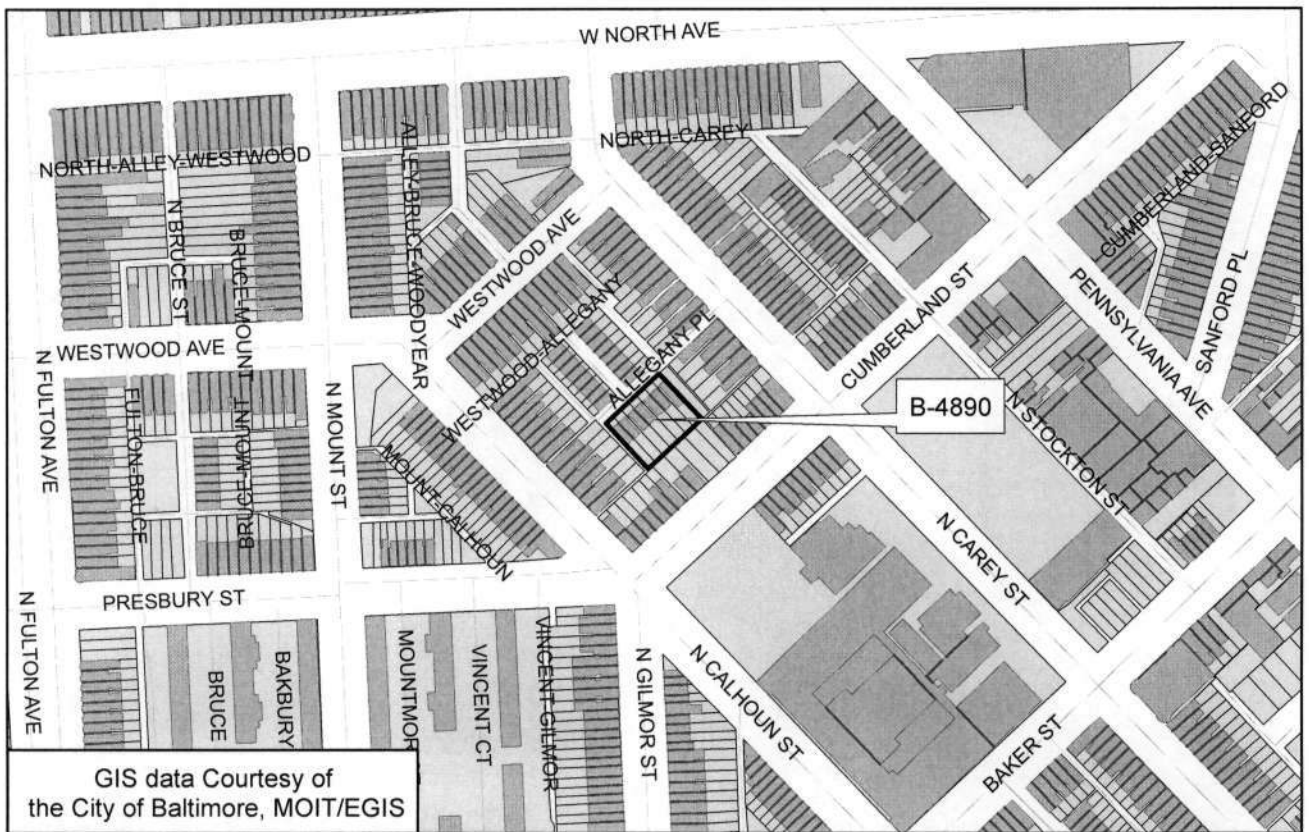 W NORTH AVE
NORTH-CAREY
NORTH-ALLEY-WESTWOOD
ALLEY-BRUCE-WOODYEAR
CUMBERLAND-SANFORD
N BRUCE ST
BRUCE-MOUNT
WESTWOOD AVE
CUMBERLAND ST
PENNSYLVANIA AVE
SANFORD PL
WESTWOOD-ALLEGANY
ALLEGANY PL
WESTWOOD AVE
N FULTON AVE
N MOUNT ST
B-4890
N STOCKTON ST
FULTON-BRUCE
BRUCE-MOUNT
MOUNT-CALHOUN
N CAREY ST
PRESBURY ST
N FULTON AVE
BRUCE
BAKBURY
MOUNTMOR
VINCENT CT
VINCENT-GILMOR
N GILMOR ST
N CALHOUN ST
BAKER ST
GIS data Courtesy of
the City of Baltimore, MOIT/EGIS